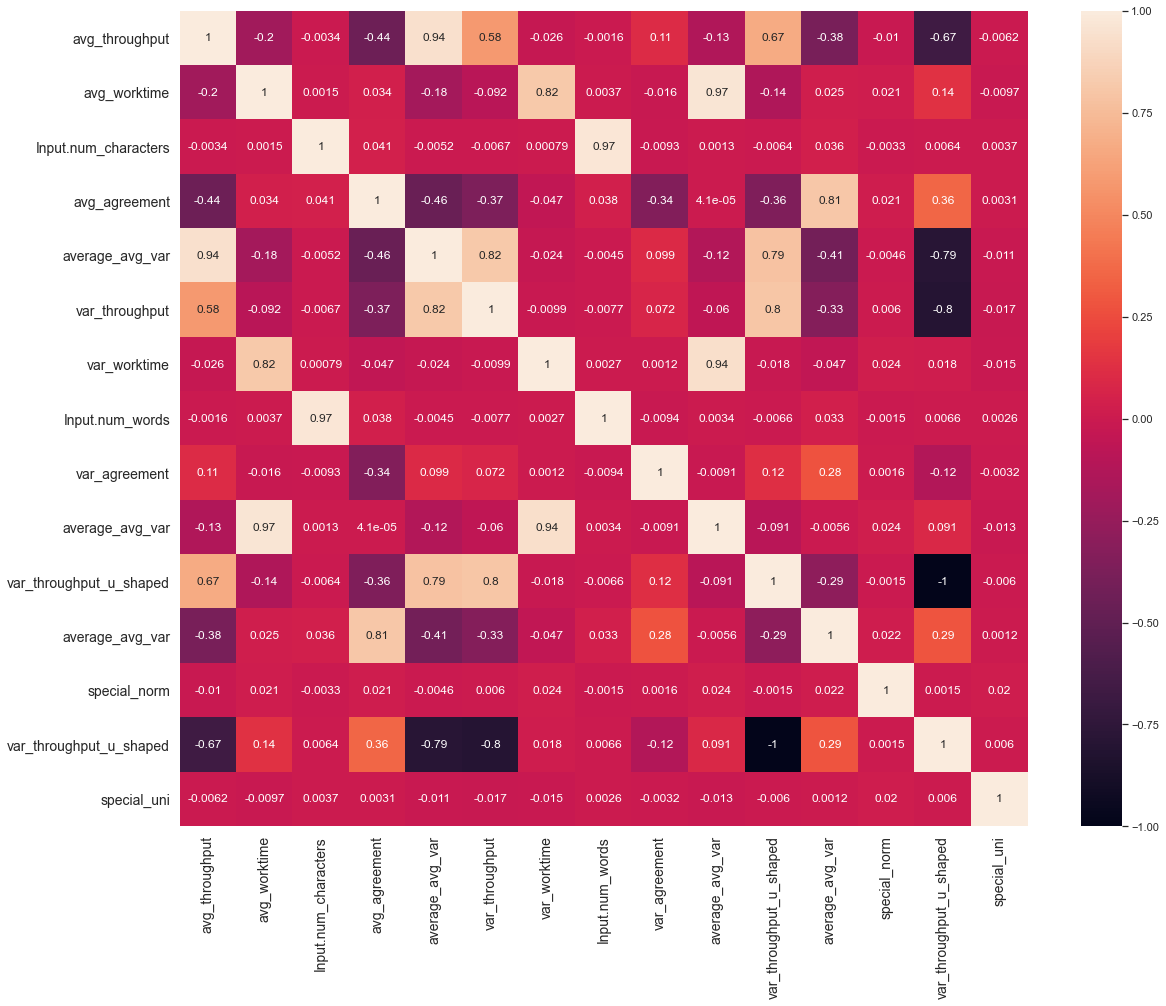 avg_throughput 1 -0.2 -0.0034 -0.44 0.94 0.58 -0.026 -0.0016 0.11 -0.13 0.67 -0.38 -0.01 -0.67 -0.0062
avg_worktime -0.2 1 0.0015 0.034 -0.18 -0.092 0.82 0.0037 -0.016 0.97 -0.14 0.025 0.021 0.14 -0.0097
Input.num_characters -0.0034 0.0015 1 0.041 -0.0052 -0.0067 0.00079 0.97 -0.0093 0.0013 -0.0064 0.036 -0.0033 0.0064 0.0037
avg_agreement -0.44 0.034 0.041 1 -0.46 -0.37 -0.047 0.038 -0.34 4.1e-05 -0.36 0.81 0.021 0.36 0.0031
average_avg_var 0.94 -0.18 -0.0052 -0.46 1 0.82 -0.024 -0.0045 0.099 -0.12 0.79 -0.41 -0.0046 -0.79 -0.011
var_throughput 0.58 -0.092 -0.0067 -0.37 0.82 1 -0.0099 -0.0077 0.072 -0.06 0.8 -0.33 0.006 -0.8 -0.017
var_worktime -0.026 0.82 0.00079 -0.047 -0.024 -0.0099 1 0.0027 0.0012 0.94 -0.018 -0.047 0.024 0.018 -0.015
Input.num_words -0.0016 0.0037 0.97 0.038 -0.0045 -0.0077 0.0027 1 -0.0094 0.0034 -0.0066 0.033 -0.0015 0.0066 0.0026
var_agreement 0.11 -0.016 -0.0093 -0.34 0.099 0.072 0.0012 -0.0094 1 -0.0091 0.12 0.28 0.0016 -0.12 -0.0032
average_avg_var -0.13 0.97 0.0013 4.1e-05 -0.12 -0.06 0.94 0.0034 -0.0091 1 -0.091 -0.0056 0.024 0.091 -0.013
var_throughput_u_shaped 0.67 -0.14 -0.0064 -0.36 0.79 0.8 -0.018 -0.0066 0.12 -0.091 1 -0.29 -0.0015 -1 -0.006
average_avg_var -0.38 0.025 0.036 0.81 -0.41 -0.33 -0.047 0.033 0.28 -0.0056 -0.29 1 0.022 0.29 0.0012
special_norm -0.01 0.021 -0.0033 0.021 -0.0046 0.006 0.024 -0.0015 0.0016 0.024 -0.0015 0.022 1 0.0015 0.02
var_throughput_u_shaped -0.67 0.14 0.0064 0.36 -0.79 -0.8 0.018 0.0066 -0.12 0.091 -1 0.29 0.0015 1 0.006
special_uni -0.0062 -0.0097 0.0037 0.0031 -0.011 -0.017 -0.015 0.0026 -0.0032 -0.013 -0.006 0.0012 0.02 0.006 1
avg_throughput
avg_worktime
Input.num_characters
avg_agreement
average_avg_var
var_throughput
var_worktime
Input.num_words
var_agreement
average_avg_var
var_throughput_u_shaped
average_avg_var
special_norm
var_throughput_u_shaped
special_uni
1.00
0.75
0.50
0.25
0.00
−0.25
−0.50
−0.75
−1.00